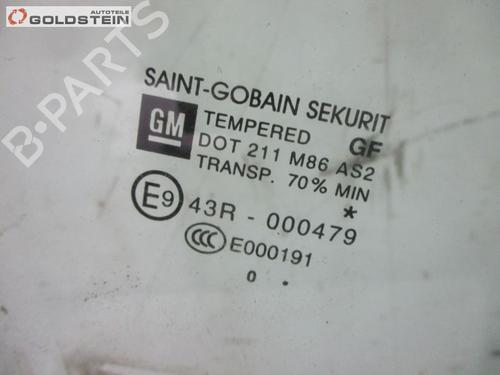 AUTOTEILE
GOLDSTEIN
B-PARTS
SAINT-GOBAIN SEKURIT
GM TEMPERED GF
DOT 211 M86 AS2
TRANSP. 70% MIN
*
E9 43R - 000479
CCC E000191
0 .